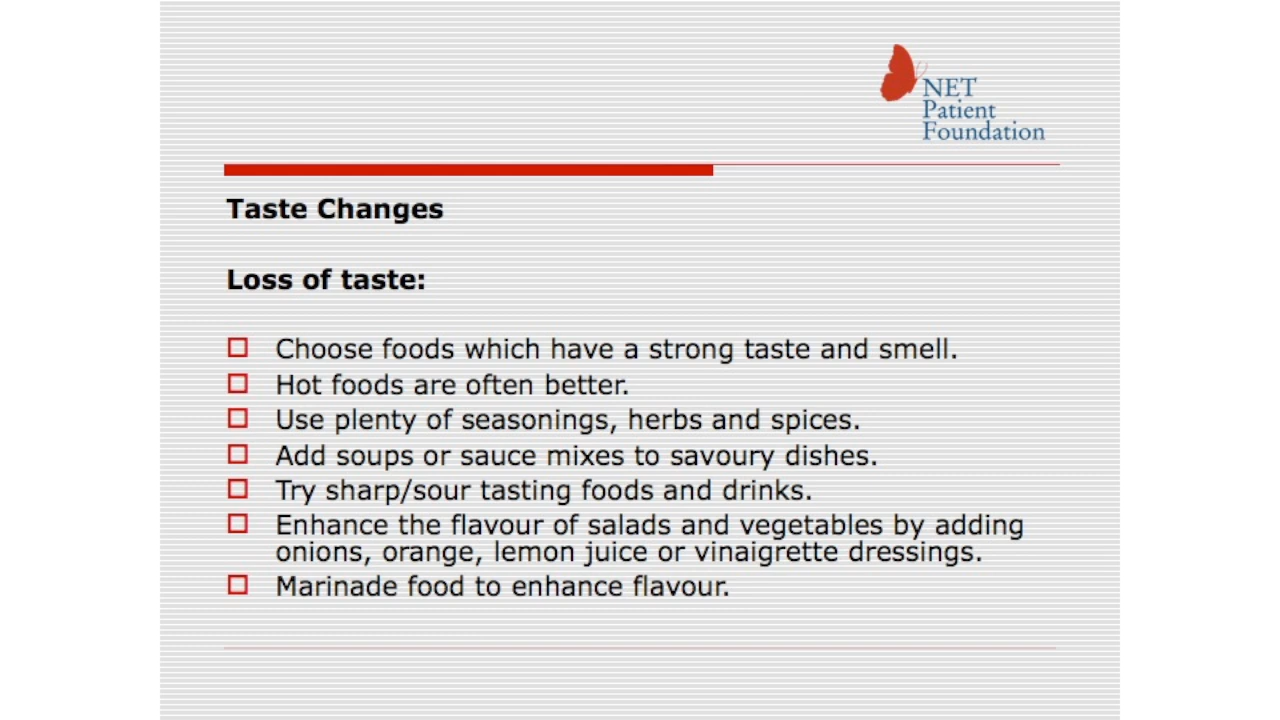 NET
Patient
Foundation
Taste Changes
Loss of taste:
Choose foods which have a strong taste and smell.
Hot foods are often better.
Use plenty of seasonings, herbs and spices.
Add soups or sauce mixes to savoury dishes.
Try sharp/sour tasting foods and drinks.
Enhance the flavour of salads and vegetables by adding
onions, orange, lemon juice or vinaigrette dressings.
Marinade food to enhance flavour.